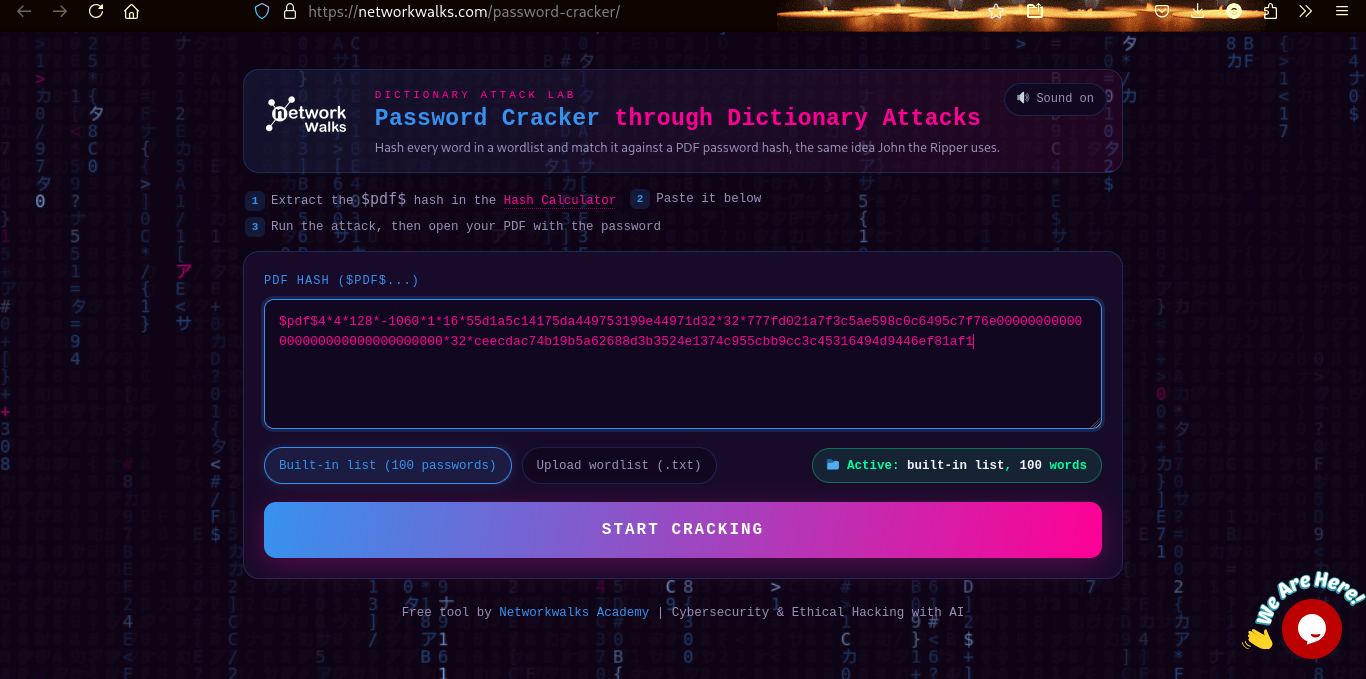 https://networkwalks.com/password-cracker/
network
walks
DICTIONARY ATTACK LAB
Sound on
Password Cracker through Dictionary Attacks
Hash every word in a wordlist and match it against a PDF password hash, the same idea John the Ripper uses.
1 Extract the $pdf$ hash in the Hash Calculator 2 Paste it below
3 Run the attack, then open your PDF with the password
PDF HASH ($PDF$...)
$pdf$4*4*128*-1060*1*16*55d1a5c14175da449753199e44971d32*32*777fd021a7f3c5ae598c0c6495c7f76e00000000000
000000000000000000000*32*ceecdac74b19b5a62688d3b3524e1374c955cbb9cc3c45316494d9446ef81af1
Built-in list (100 passwords) Upload wordlist (.txt) Active: built-in list, 100 words
START CRACKING
Free tool by Networkwalks Academy | Cybersecurity & Ethical Hacking with AI
We Are Here!